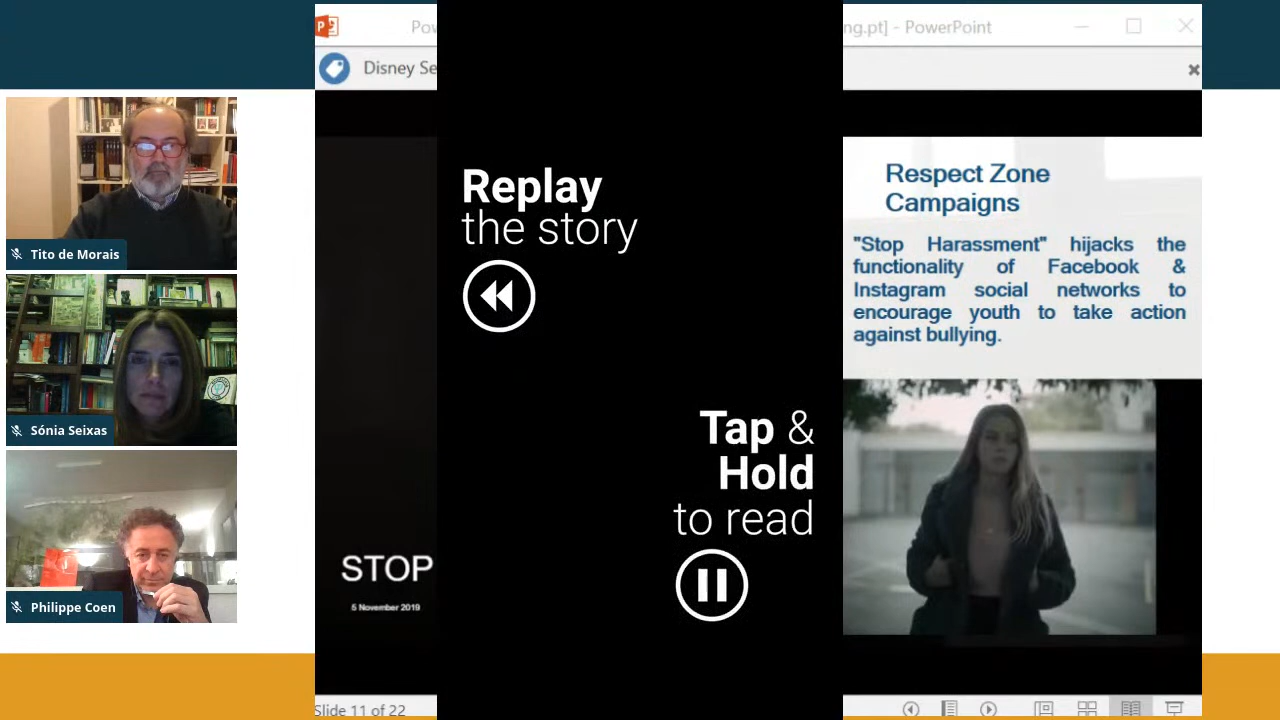 Pow
ng.pt] - PowerPoint
Disney Se
Tito de Morais
Sónia Seixas
Philippe Coen
Replay
the story
Tap &
Hold
to read
Respect Zone
Campaigns
"Stop Harassment" hijacks the
functionality of Facebook &
Instagram social networks to
encourage youth to take action
against bullying.
STOP
5 November 2019
Slide 11 of 22